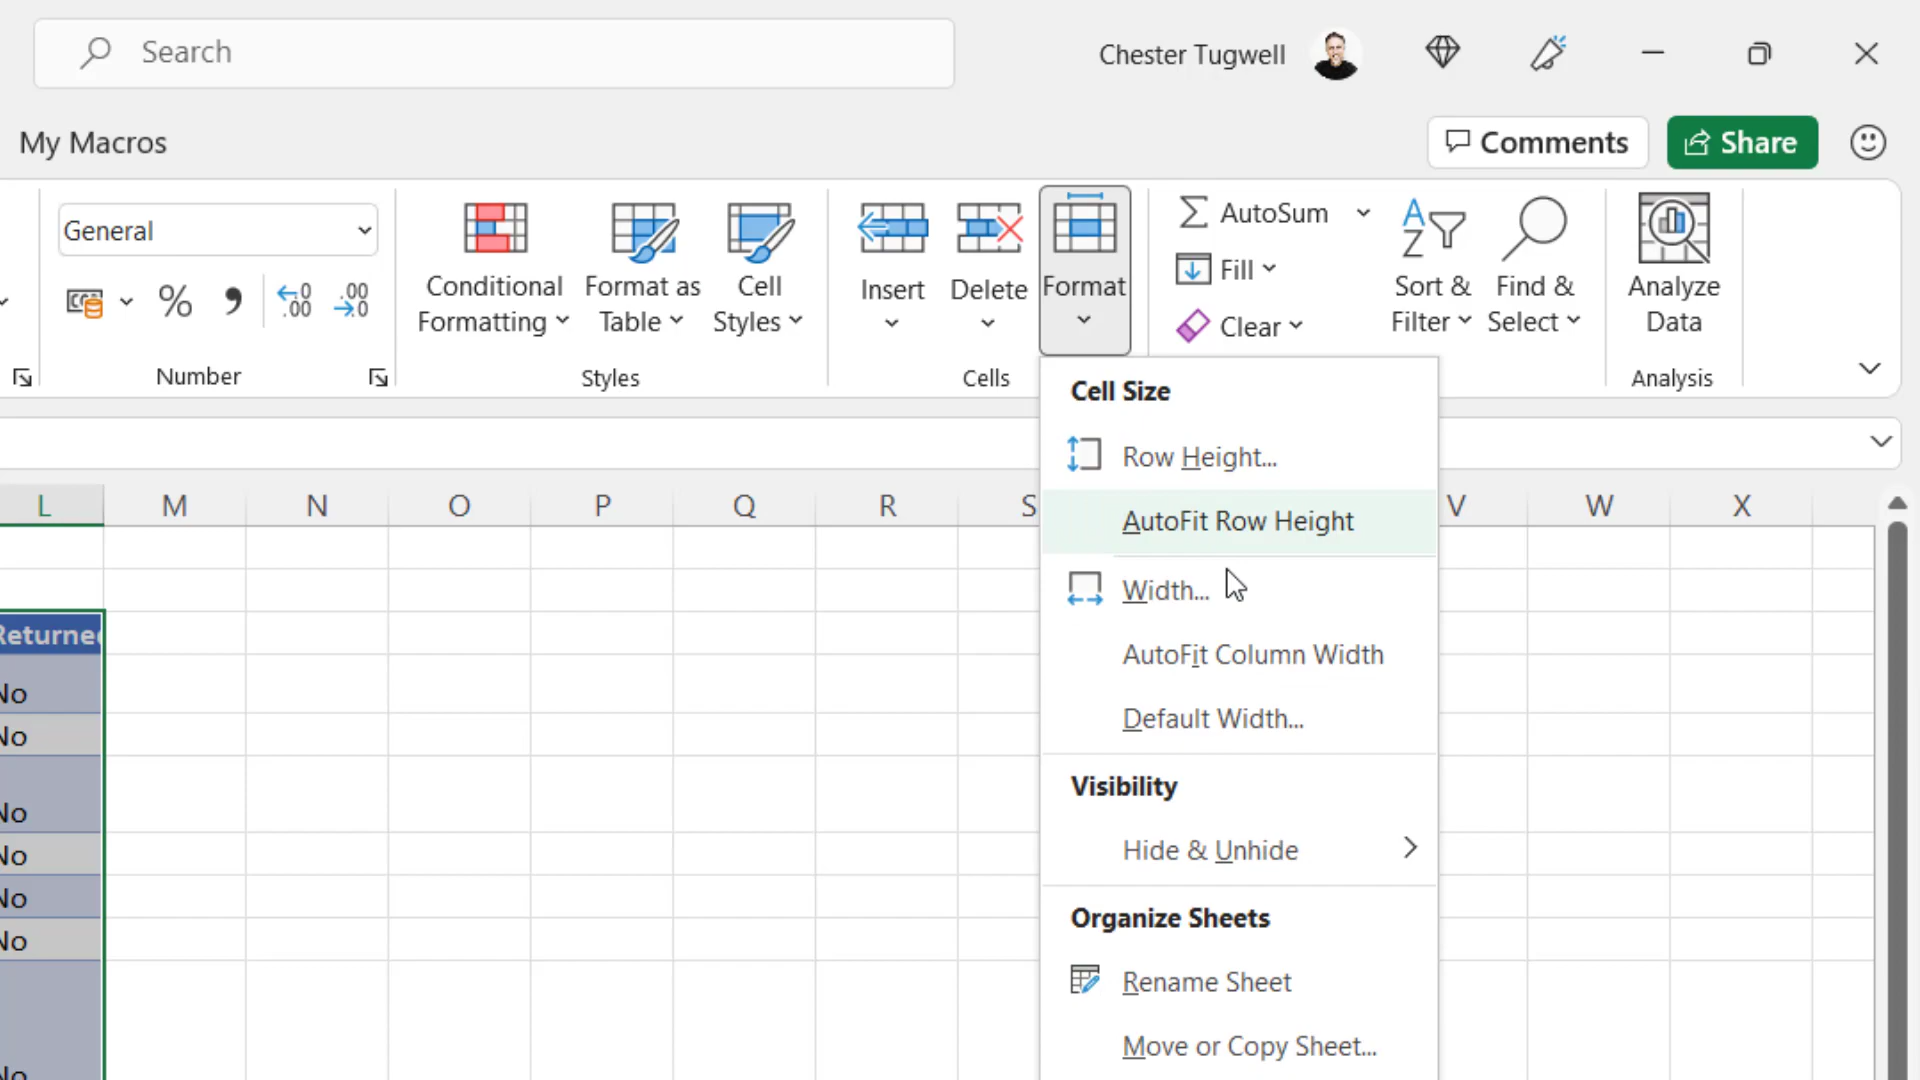 Search
Chester Tugwell
My Macros
Comments
Share
General
Conditional
Formatting
Format as
Table
Cell
Styles
Insert
Delete
Format
AutoSum
Fill
Clear
Sort &
Filter
Find &
Select
Analyze
Data
Number
Styles
Cells
Analysis
Cell Size
Row Height...
AutoFit Row Height
Width...
AutoFit Column Width
Default Width...
Visibility
Hide & Unhide
Organize Sheets
Rename Sheet
Move or Copy Sheet...
L M N O P Q R S V W X
Returned
No
No
No
No
No
No
No